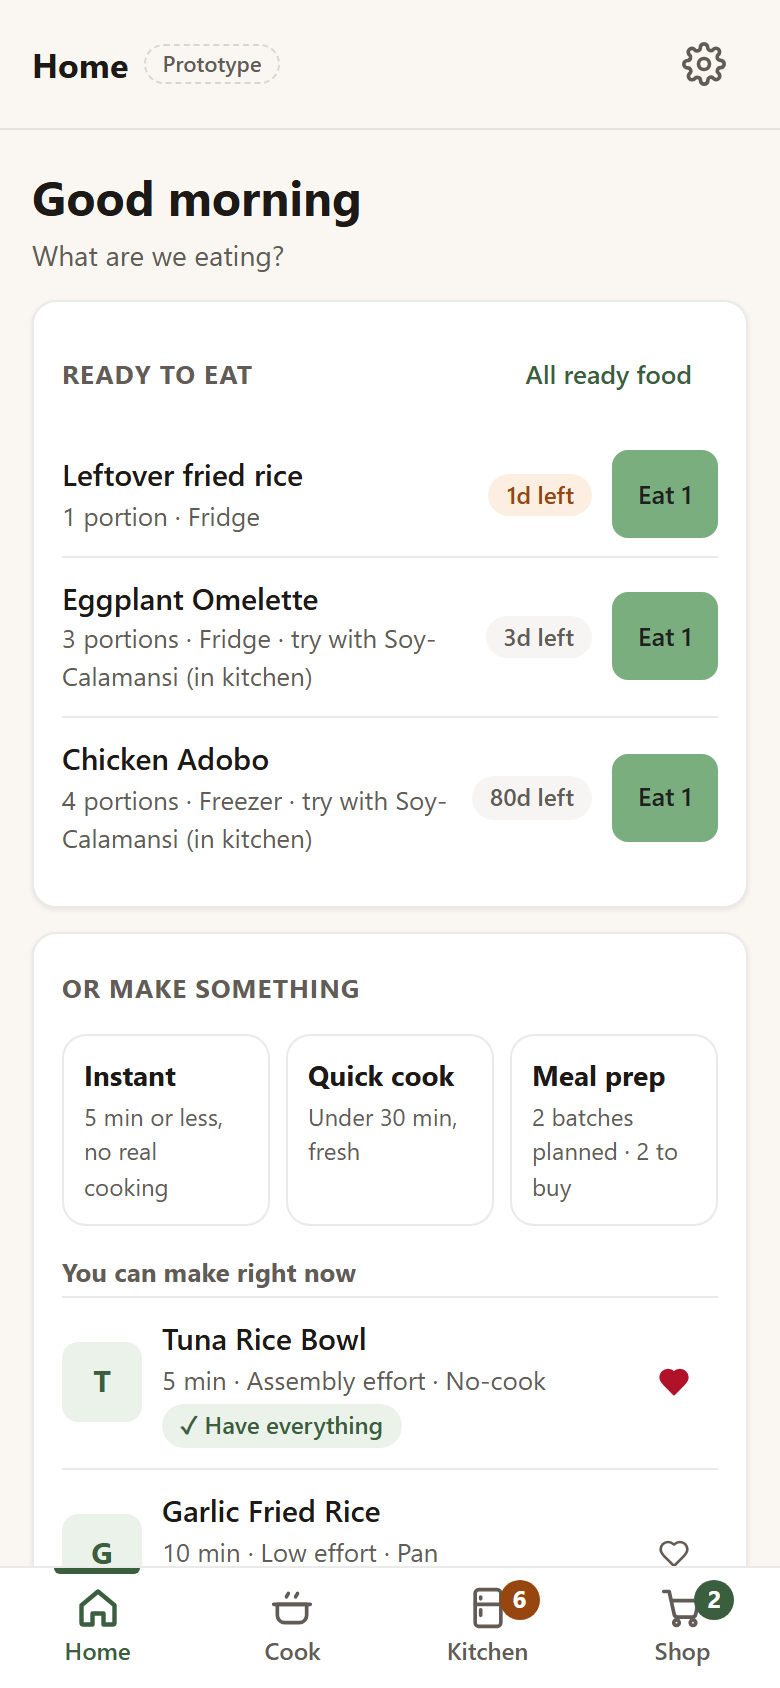 Home
Prototype
Good morning
What are we eating?
READY TO EAT
All ready food
Leftover fried rice
1 portion · Fridge
1d left
Eat 1
Eggplant Omelette
3 portions · Fridge · try with Soy-
Calamansi (in kitchen)
3d left
Eat 1
Chicken Adobo
4 portions · Freezer · try with Soy-
Calamansi (in kitchen)
80d left
Eat 1
OR MAKE SOMETHING
Instant
5 min or less,
no real
cooking
Quick cook
Under 30 min,
fresh
Meal prep
2 batches
planned · 2 to
buy
You can make right now
T
Tuna Rice Bowl
5 min · Assembly effort · No-cook
✓ Have everything
G
Garlic Fried Rice
10 min · Low effort · Pan
Home
Cook
6
Kitchen
2
Shop